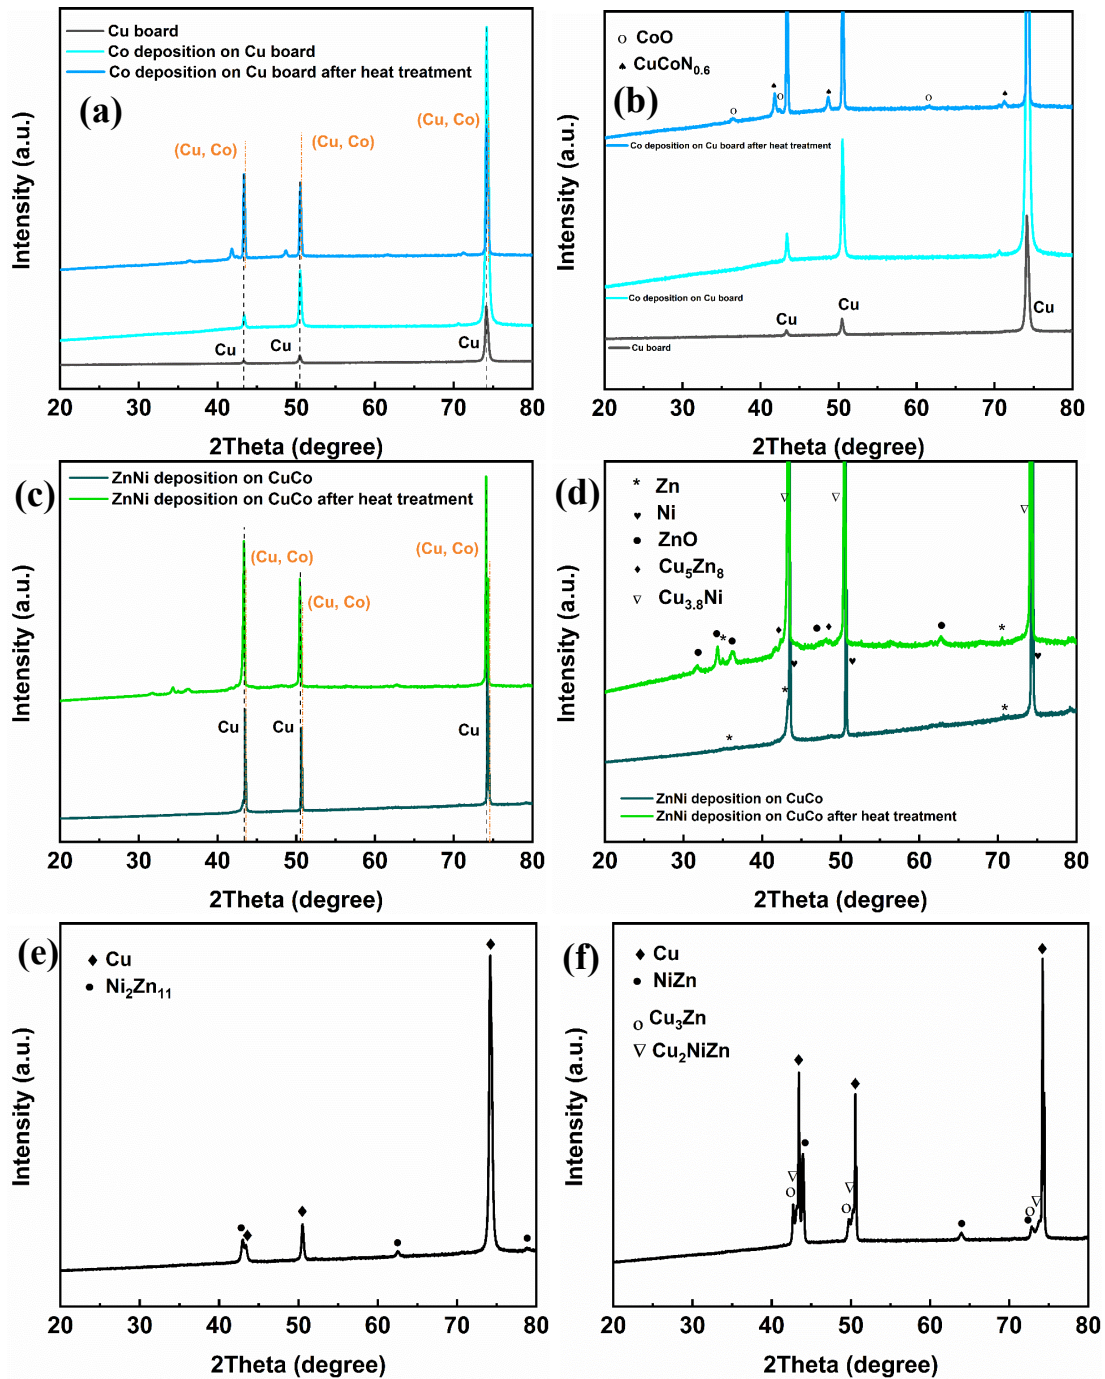 (a)
Cu board
Co deposition on Cu board
Co deposition on Cu board after heat treatment
(Cu, Co)
(Cu, Co)
(Cu, Co)
Cu
Cu
Cu
Intensity (a.u.)
20 30 40 50 60 70 80
2Theta (degree)
(b)
CoO
CuCoN0.6
Co deposition on Cu board after heat treatment
Co deposition on Cu board
Cu
Cu
Cu
Cu board
Intensity (a.u.)
20 30 40 50 60 70 80
2Theta (degree)
(c)
ZnNi deposition on CuCo
ZnNi deposition on CuCo after heat treatment
(Cu, Co)
(Cu, Co)
(Cu, Co)
Cu
Cu
Cu
Intensity (a.u.)
20 30 40 50 60 70 80
2Theta (degree)
(d)
* Zn
♥ Ni
● ZnO
♦ Cu5Zn8
▽ Cu3.8Ni
ZnNi deposition on CuCo
ZnNi deposition on CuCo after heat treatment
Intensity (a.u.)
20 30 40 50 60 70 80
2Theta (degree)
(e)
♦ Cu
● Ni2Zn11
Intensity (a.u.)
20 30 40 50 60 70 80
2Theta (degree)
(f)
♦ Cu
● NiZn
○ Cu3Zn
▽ Cu2NiZn
Intensity (a.u.)
20 30 40 50 60 70 80
2Theta (degree)